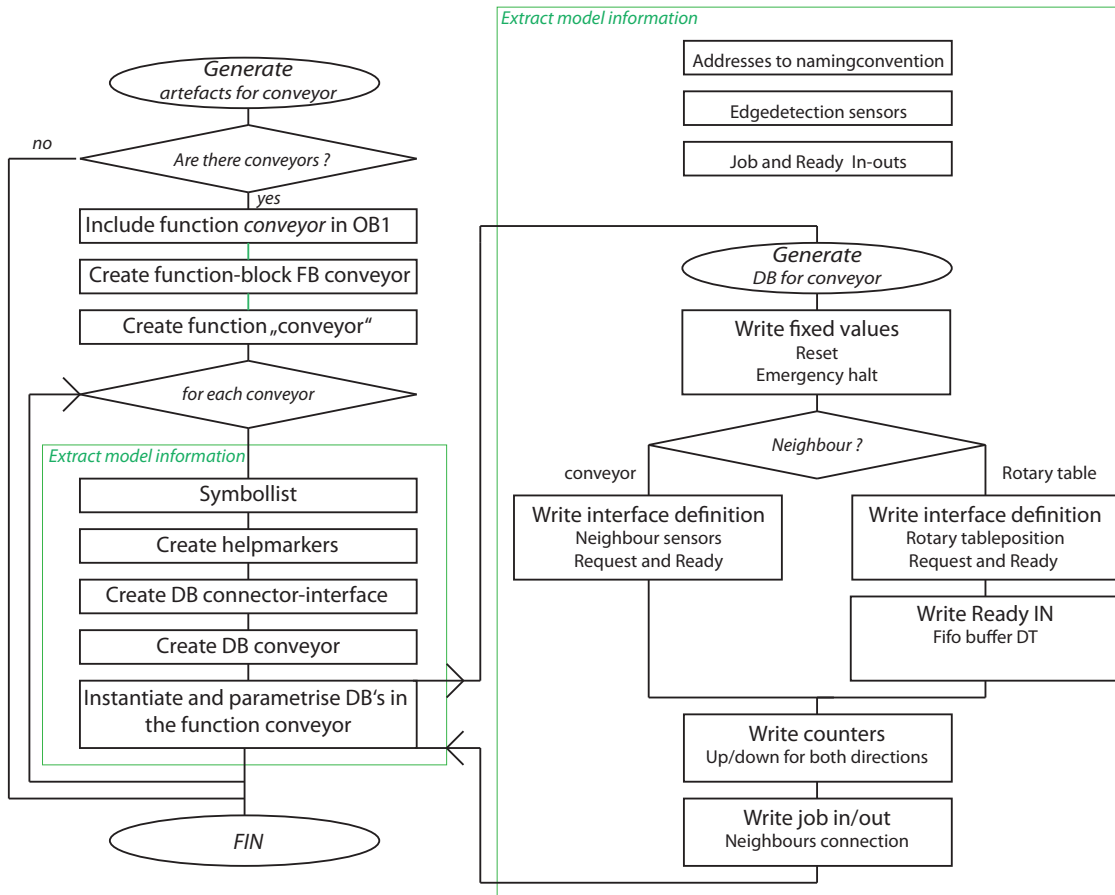 Generate
artefacts for conveyor
no
Are there conveyors ?
yes
Include function conveyor in OB1
Create function-block FB conveyor
Create function „conveyor“
for each conveyor
Extract model information
Symbollist
Create helpmarkers
Create DB connector-interface
Create DB conveyor
Instantiate and parametrise DB‘s in
the function conveyor
FIN
Extract model information
Addresses to namingconvention
Edgedetection sensors
Job and Ready In-outs
Generate
DB for conveyor
Write fixed values
Reset
Emergency halt
Neighbour ?
conveyor
Rotary table
Write interface definition
Neighbour sensors
Request and Ready
Write interface definition
Rotary tableposition
Request and Ready
Write Ready IN
Fifo buffer DT
Write counters
Up/down for both directions
Write job in/out
Neighbours connection